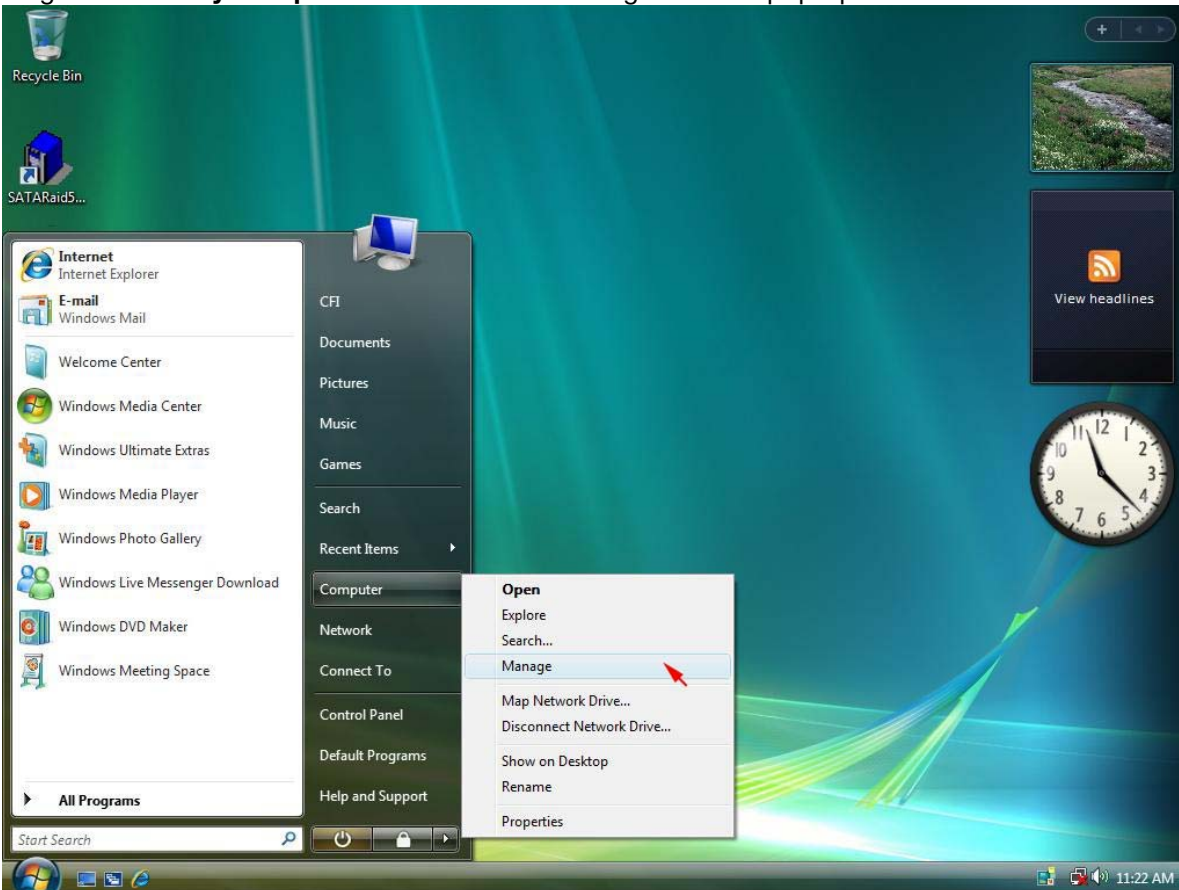 Recycle Bin
SATARaid5...
Internet
Internet Explorer
E-mail
Windows Mail
Welcome Center
Windows Media Center
Windows Ultimate Extras
Windows Media Player
Windows Photo Gallery
Windows Live Messenger Download
Windows DVD Maker
Windows Meeting Space
All Programs
Start Search
CFI
Documents
Pictures
Music
Games
Search
Recent Items
Computer
Network
Connect To
Control Panel
Default Programs
Help and Support
Open
Explore
Search...
Manage
Map Network Drive...
Disconnect Network Drive...
Show on Desktop
Rename
Properties
View headlines
11 12 1
10 2
9 3
8 4
7 6 5
11:22 AM